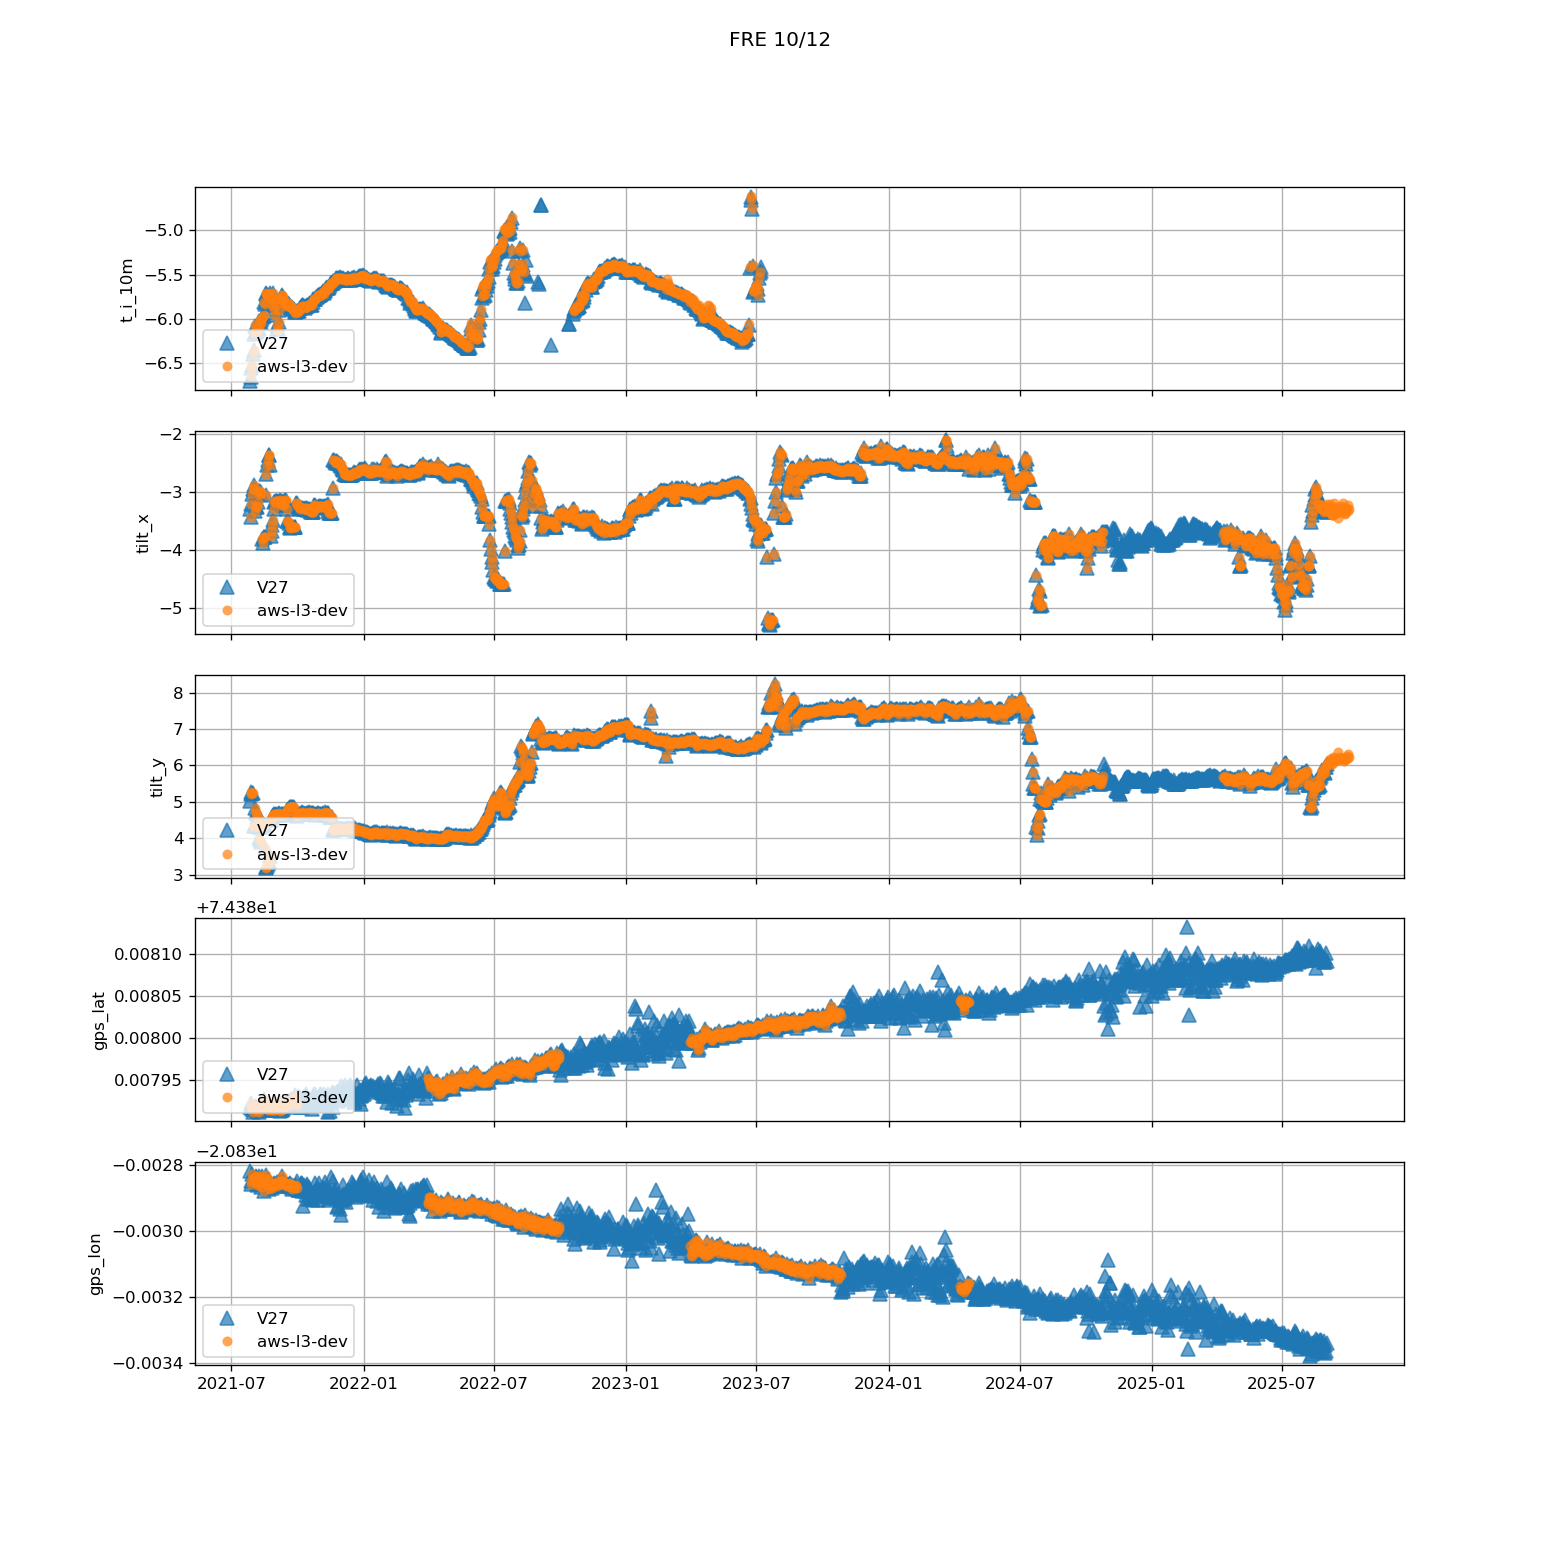 FRE 10/12
t_i_10m
−5.0
−5.5
−6.0
−6.5
V27
aws-l3-dev
tilt_x
−2
−3
−4
−5
V27
aws-l3-dev
tilt_y
8
7
6
5
4
3
V27
aws-l3-dev
+7.438e1
gps_lat
0.00810
0.00805
0.00800
0.00795
V27
aws-l3-dev
−2.083e1
gps_lon
−0.0028
−0.0030
−0.0032
−0.0034
V27
aws-l3-dev
2021-07 2022-01 2022-07 2023-01 2023-07 2024-01 2024-07 2025-01 2025-07